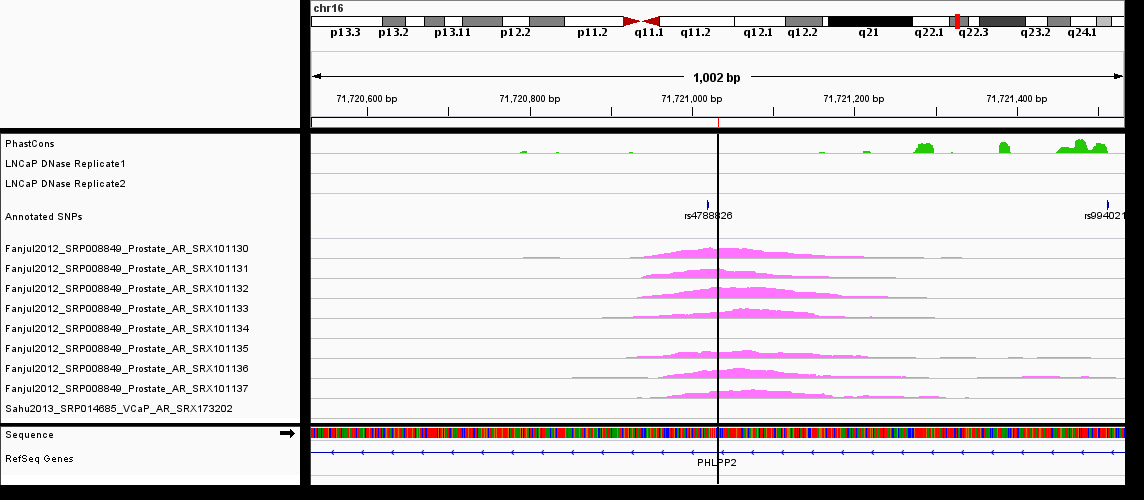 chr16
p13.3 p13.2 p13.11 p12.2 p11.2 q11.1 q11.2 q12.1 q12.2 q21 q22.1 q22.3 q23.2 q24.1
1,002 bp
71,720,600 bp 71,720,800 bp 71,721,000 bp 71,721,200 bp 71,721,400 bp
PhastCons
LNCaP DNase Replicate1
LNCaP DNase Replicate2
Annotated SNPs rs4788826 rs994021
Fanjul2012_SRP008849_Prostate_AR_SRX101130
Fanjul2012_SRP008849_Prostate_AR_SRX101131
Fanjul2012_SRP008849_Prostate_AR_SRX101132
Fanjul2012_SRP008849_Prostate_AR_SRX101133
Fanjul2012_SRP008849_Prostate_AR_SRX101134
Fanjul2012_SRP008849_Prostate_AR_SRX101135
Fanjul2012_SRP008849_Prostate_AR_SRX101136
Fanjul2012_SRP008849_Prostate_AR_SRX101137
Sahu2013_SRP014685_VCaP_AR_SRX173202
Sequence
RefSeq Genes
PHLPP2